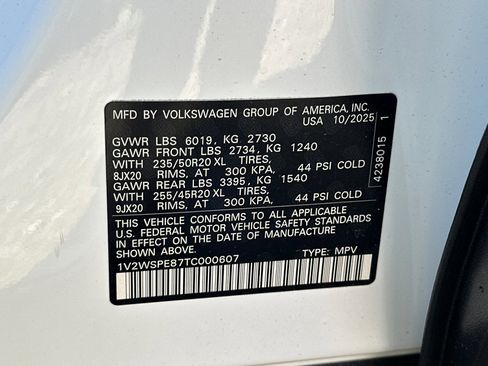 MFD BY VOLKSWAGEN GROUP OF AMERICA, INC.
USA 10/2025
GVWR LBS 6019, KG 2730
GAWR FRONT LBS 2734, KG 1240
WITH 235/50R20 XL TIRES,
8JX20 RIMS, AT 300 KPA, 44 PSI COLD
GAWR REAR LBS 3395, KG 1540
WITH 255/45R20 XL TIRES,
9JX20 RIMS, AT 300 KPA, 44 PSI COLD
THIS VEHICLE CONFORMS TO ALL APPLICABLE
U.S. FEDERAL MOTOR VEHICLE SAFETY STANDARDS
IN EFFECT ON THE DATE OF MANUFACTURE
SHOWN ABOVE.
1V2WSPE87TC000607 TYPE: MPV
4238015 1